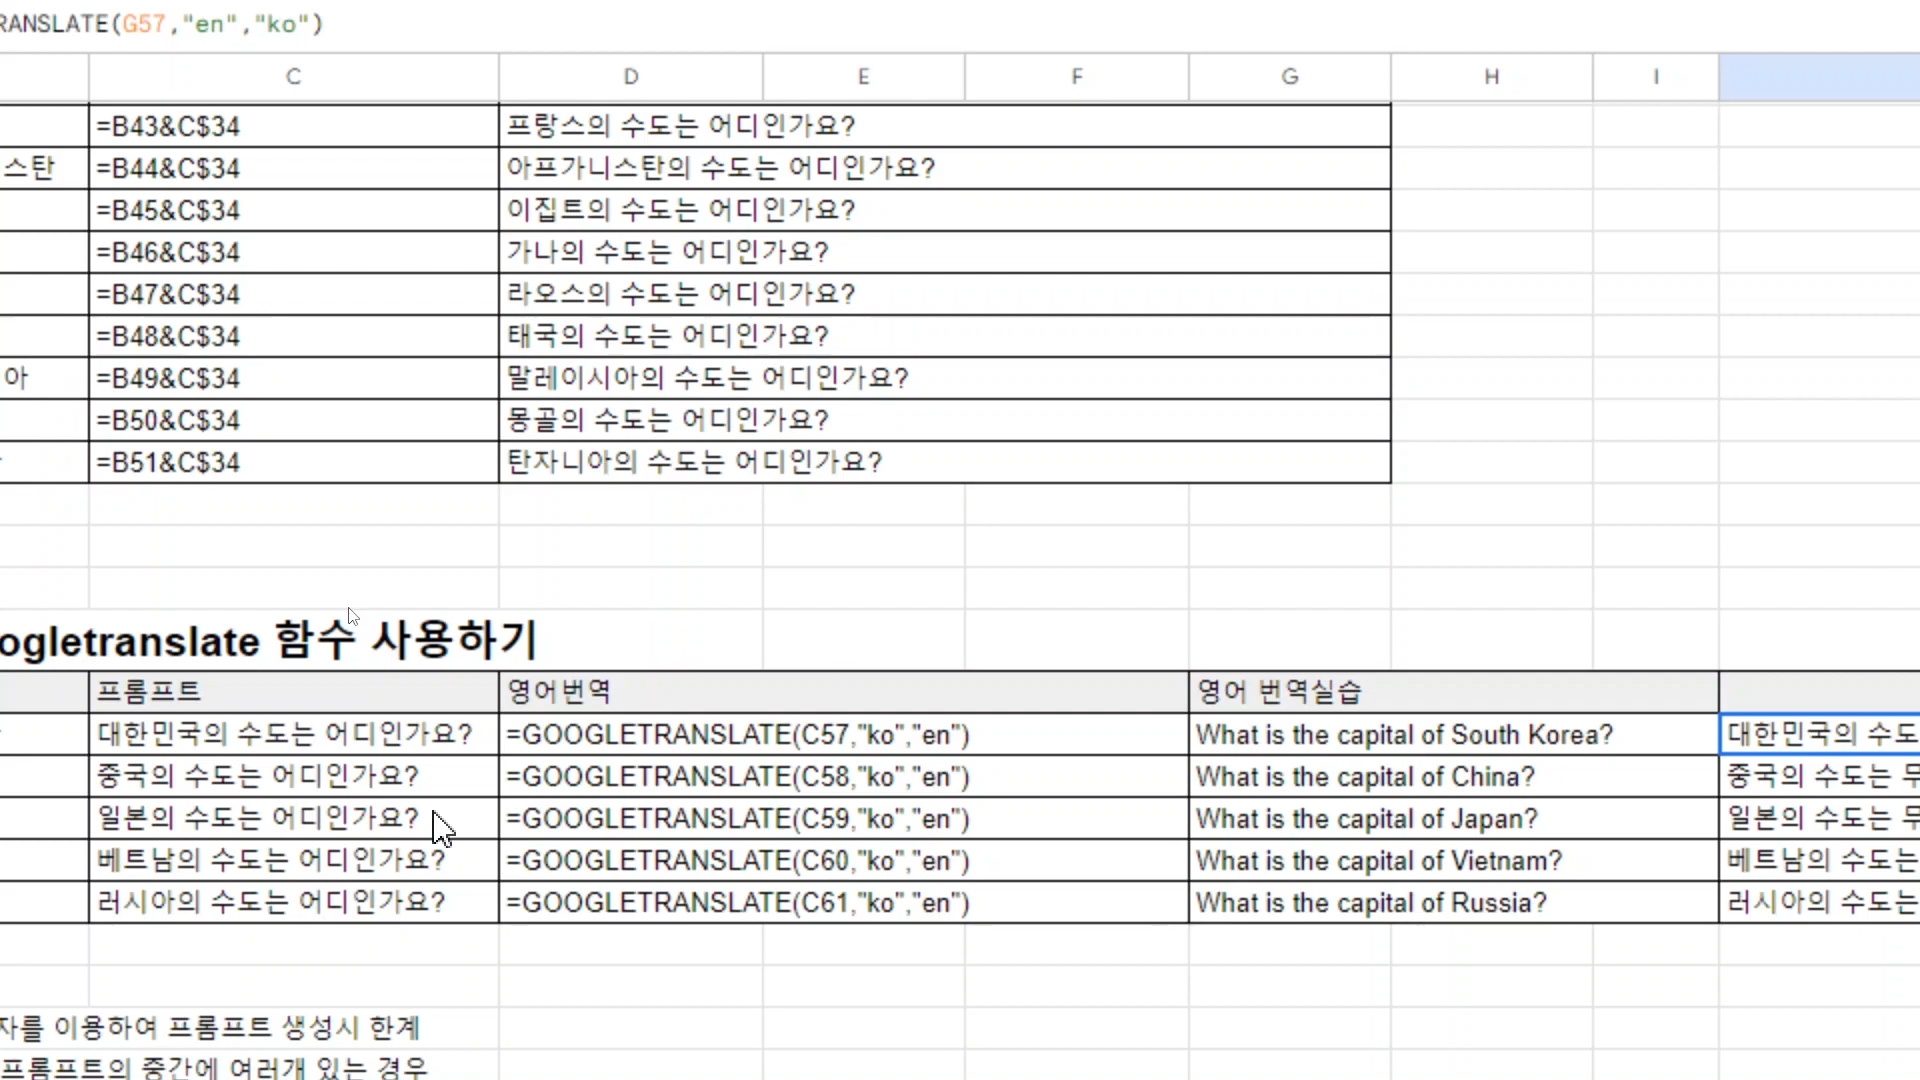 RANSLATE(G57,"en","ko")
C D E F G H I
=B43&C$34 프랑스의 수도는 어디인가요?
스탄 =B44&C$34 아프가니스탄의 수도는 어디인가요?
=B45&C$34 이집트의 수도는 어디인가요?
=B46&C$34 가나의 수도는 어디인가요?
=B47&C$34 라오스의 수도는 어디인가요?
=B48&C$34 태국의 수도는 어디인가요?
아 =B49&C$34 말레이시아의 수도는 어디인가요?
=B50&C$34 몽골의 수도는 어디인가요?
=B51&C$34 탄자니아의 수도는 어디인가요?
ogletranslate 함수 사용하기
프롬프트 영어번역 영어 번역실습
대한민국의 수도는 어디인가요? =GOOGLETRANSLATE(C57,"ko","en") What is the capital of South Korea? 대한민국의 수도
중국의 수도는 어디인가요? =GOOGLETRANSLATE(C58,"ko","en") What is the capital of China? 중국의 수도는 무
일본의 수도는 어디인가요? =GOOGLETRANSLATE(C59,"ko","en") What is the capital of Japan? 일본의 수도는 무
베트남의 수도는 어디인가요? =GOOGLETRANSLATE(C60,"ko","en") What is the capital of Vietnam? 베트남의 수도는
러시아의 수도는 어디인가요? =GOOGLETRANSLATE(C61,"ko","en") What is the capital of Russia? 러시아의 수도는
자를 이용하여 프롬프트 생성시 한계
프롬프트의 중간에 여러개 있는 경우